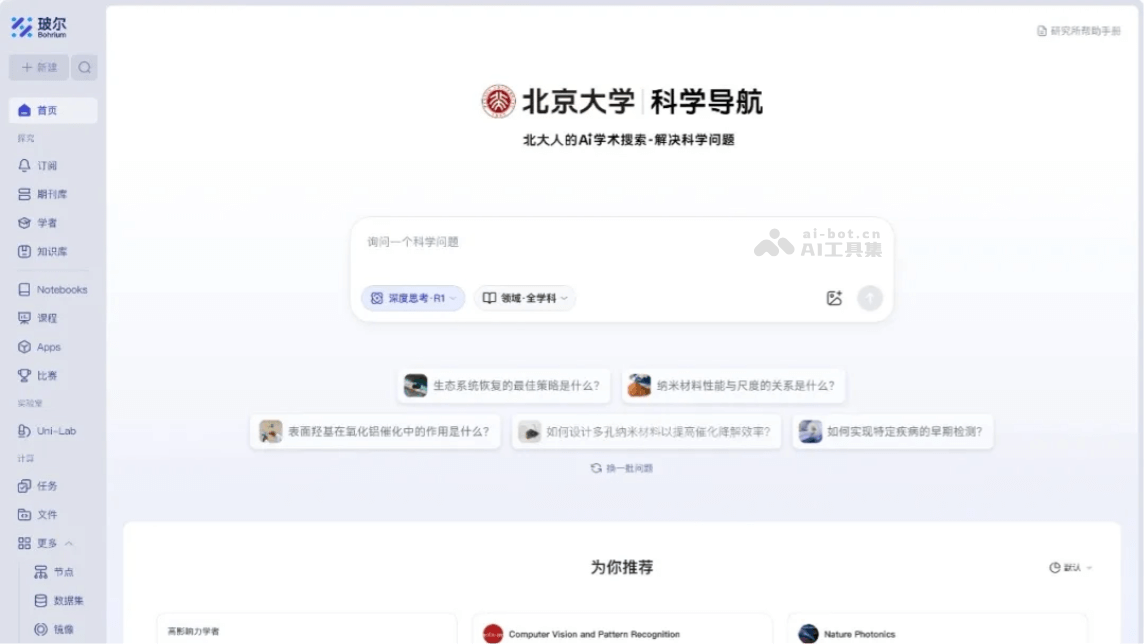 玻尔
Bohrium
研究所帮助手册
新建
首页
探究
订阅
期刊库
学者
知识库
Notebooks
课程
Apps
比赛
实验室
Uni-Lab
计算
任务
文件
更多
节点
数据集
镜像
北京大学 科学导航
北大人的AI学术搜索-解决科学问题
询问一个科学问题
ai-bot.cn
AI工具集
深度思考·R1
领域·全学科
生态系统恢复的最佳策略是什么?
纳米材料性能与尺度的关系是什么?
表面羟基在氧化铝催化中的作用是什么?
如何设计多孔纳米材料以提高催化降解效率?
如何实现特定疾病的早期检测?
换一批问题
为你推荐
默认
高影响力学者
Computer Vision and Pattern Recognition
Nature Photonics